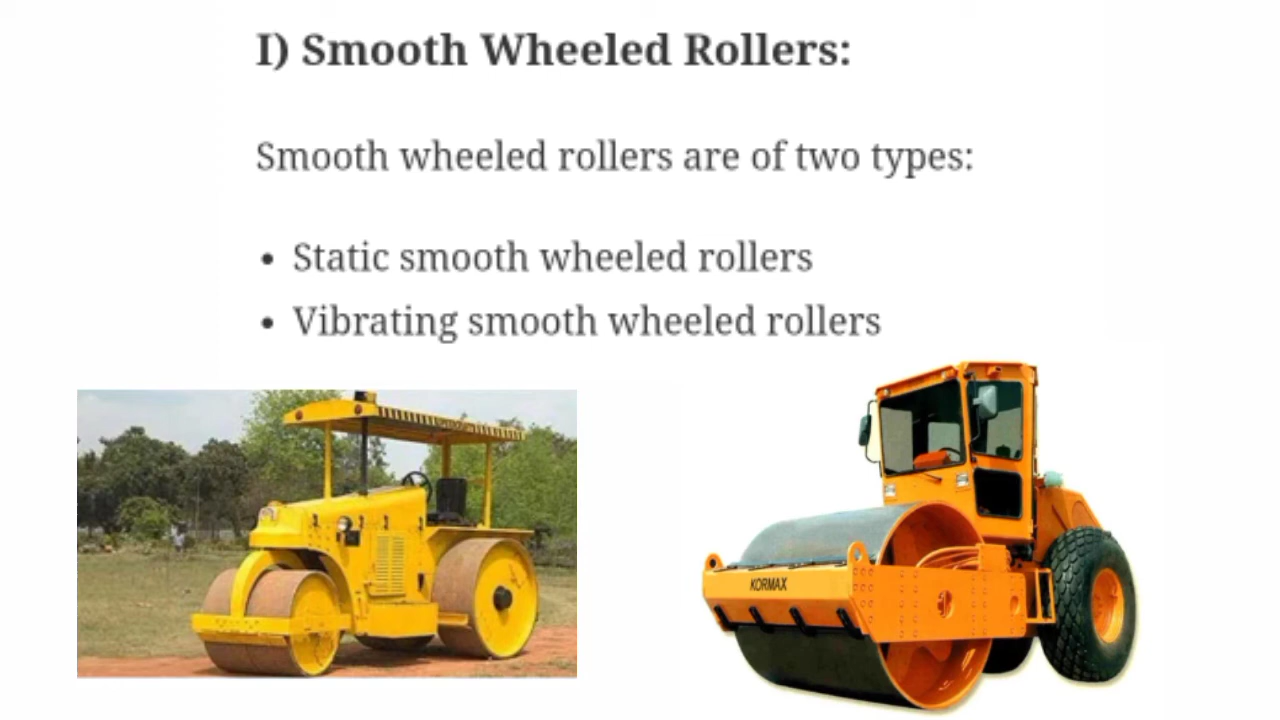 I) Smooth Wheeled Rollers:
Smooth wheeled rollers are of two types:
• Static smooth wheeled rollers
• Vibrating smooth wheeled rollers
KORMAX